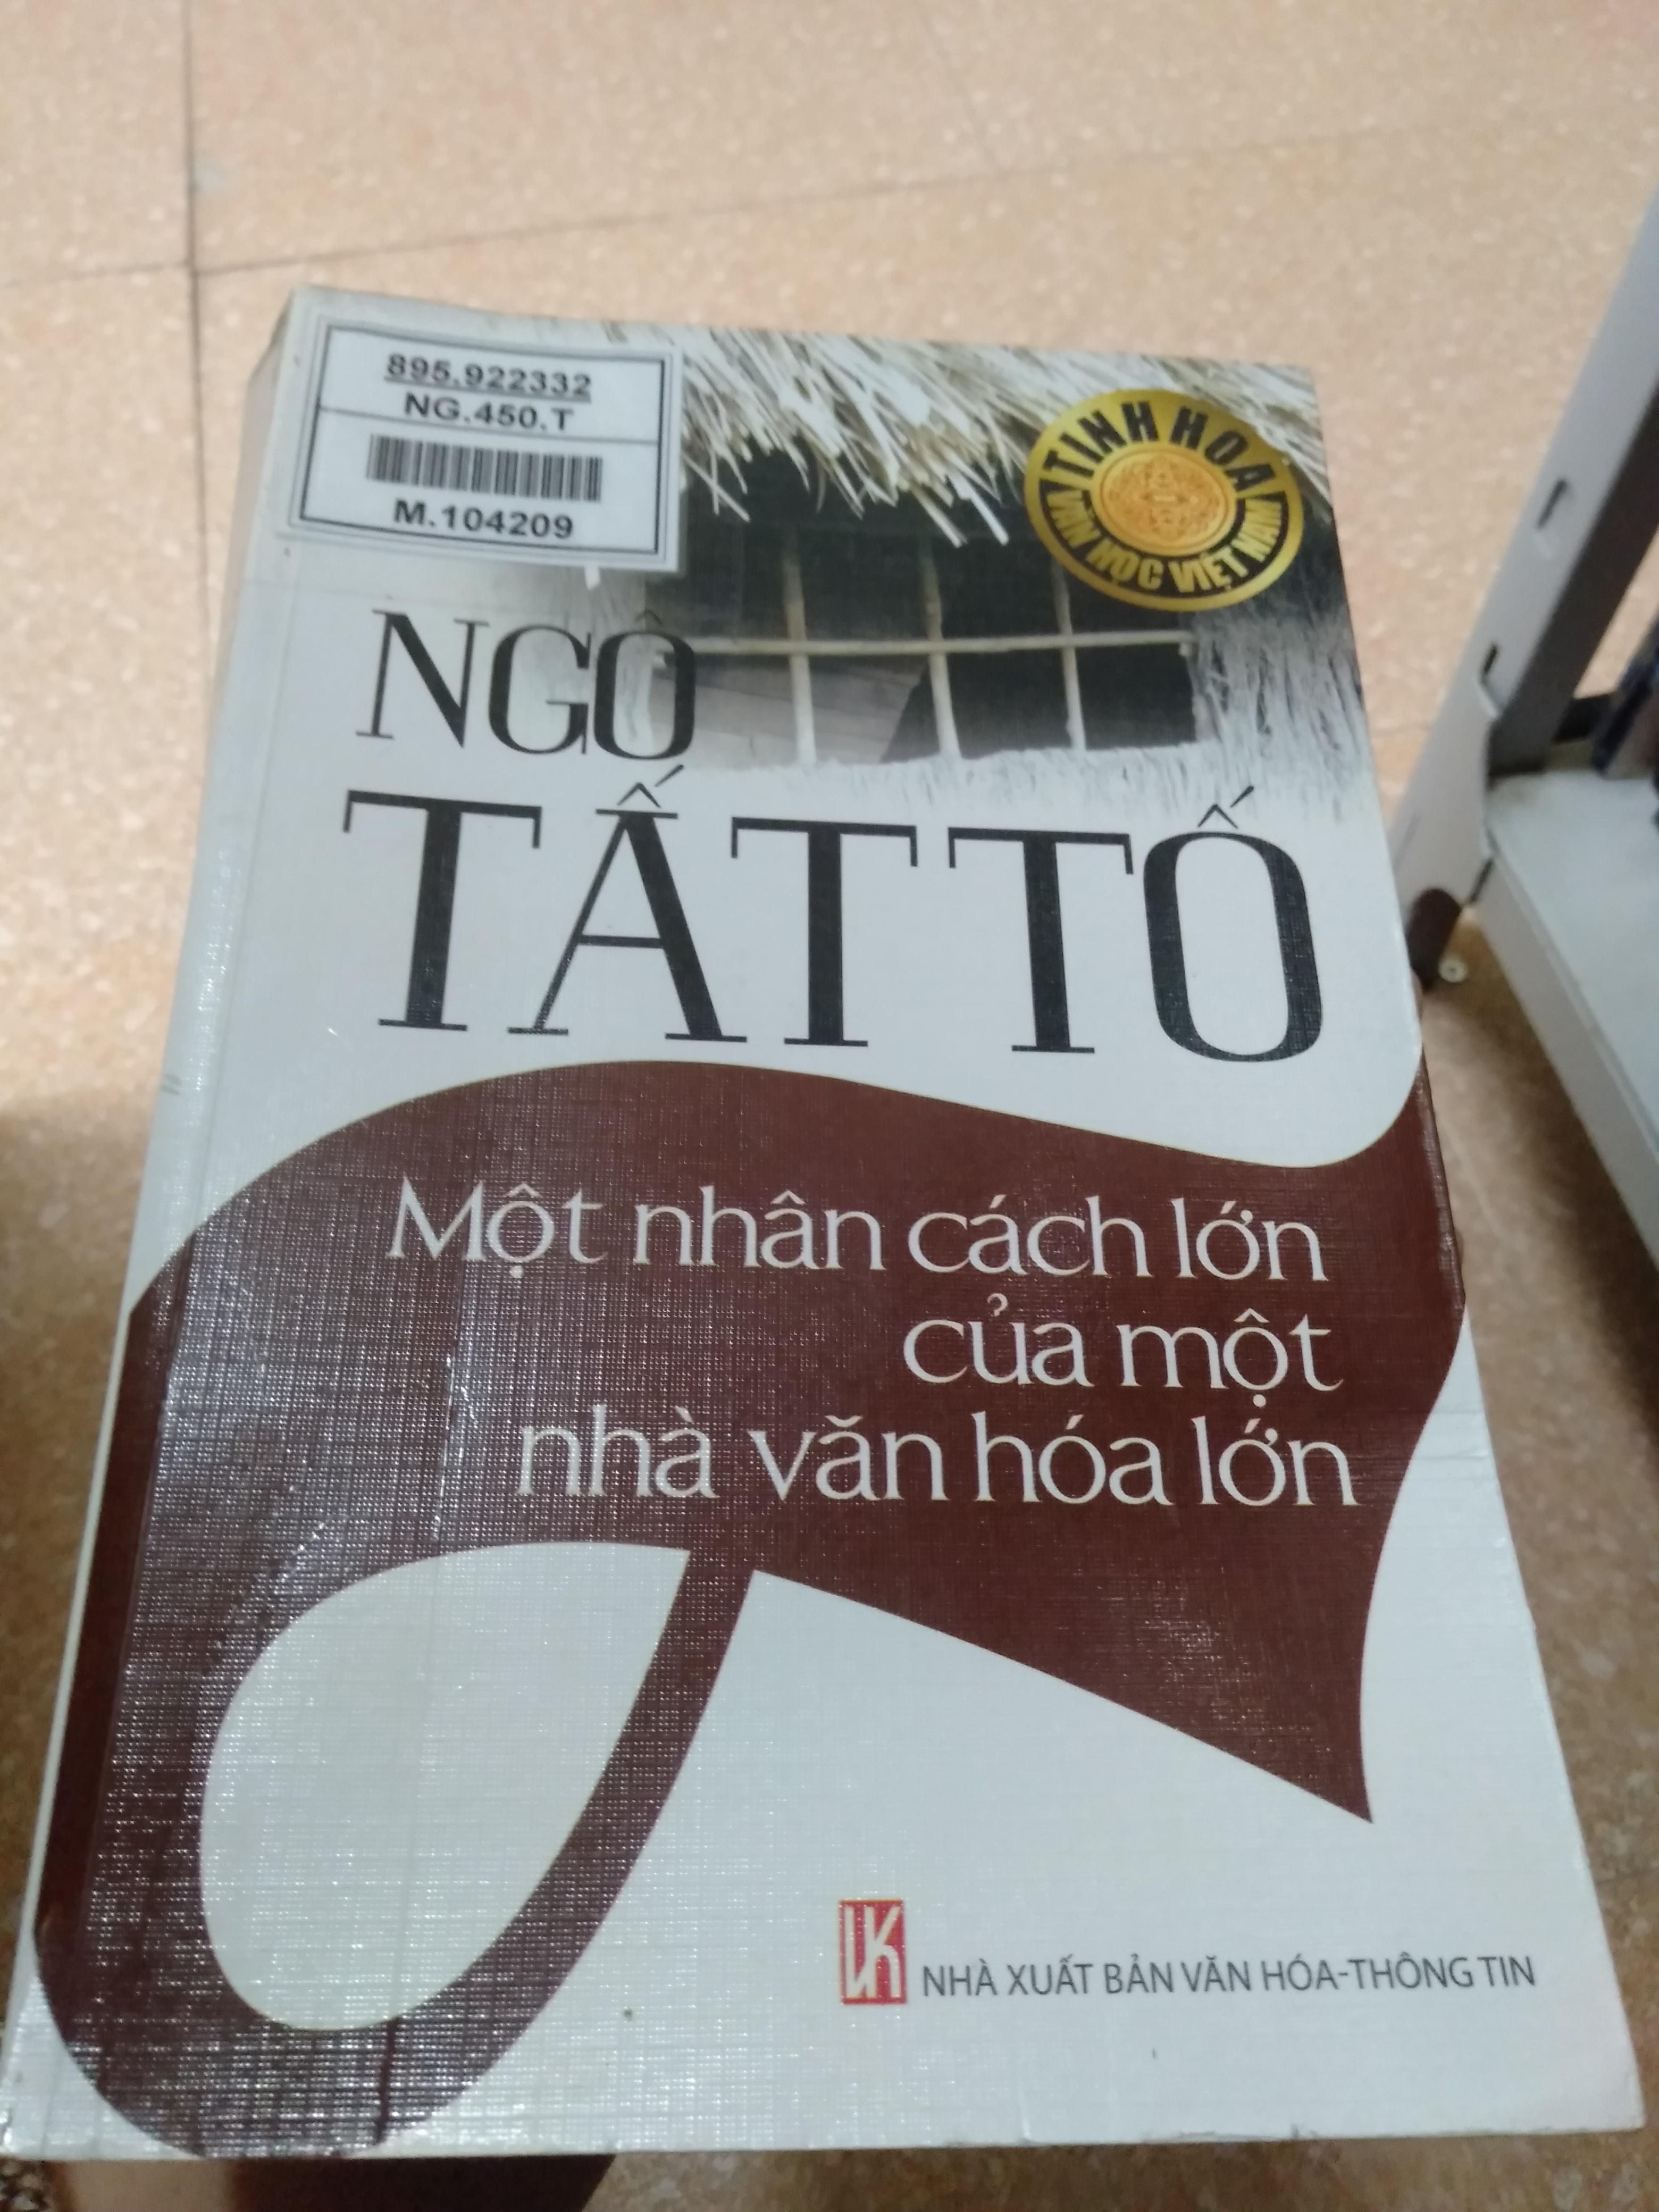 895.922332
NG.450.T
M.104209
TINH HOA
VĂN HỌC VIỆT NAM
NGÔ
TẤT TỐ
Một nhân cách lớn
của một
nhà văn hóa lớn
VK NHÀ XUẤT BẢN VĂN HÓA-THÔNG TIN